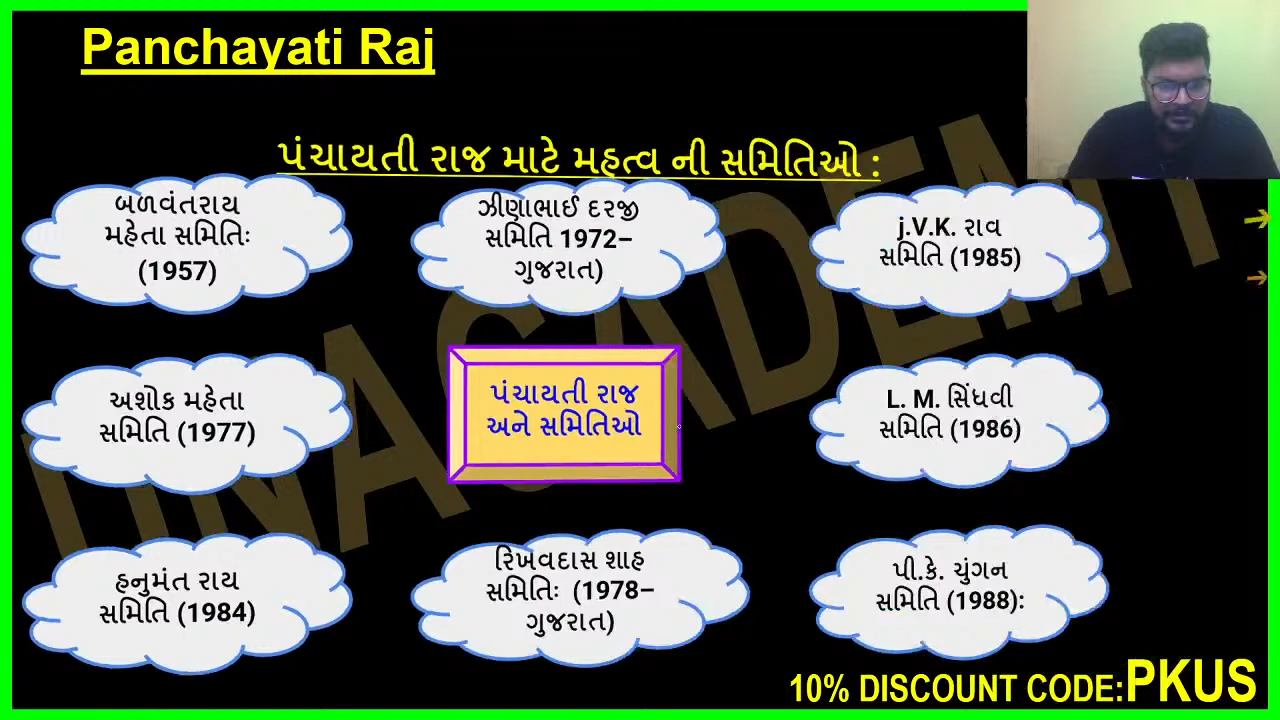 Panchayati Raj
પંચાયતી રાજ માટે મહત્વ ની સમિતિઓ :
બળવંતરાય
મહેતા સમિતિઃ
(1957)
ઝીણાભાઈ દરજી
સમિતિ 1972–
ગુજરાત)
j.V.K. રાવ
સમિતિ (1985)
અશોક મહેતા
સમિતિ (1977)
પંચાયતી રાજ
અને સમિતિઓ
L. M. સિંધવી
સમિતિ (1986)
હનુમંત રાય
સમિતિ (1984)
રિખવદાસ શાહ
સમિતિઃ (1978–
ગુજરાત)
પી.કે. ચુંગન
સમિતિ (1988):
UNACADEMY
10% DISCOUNT CODE:PKUS